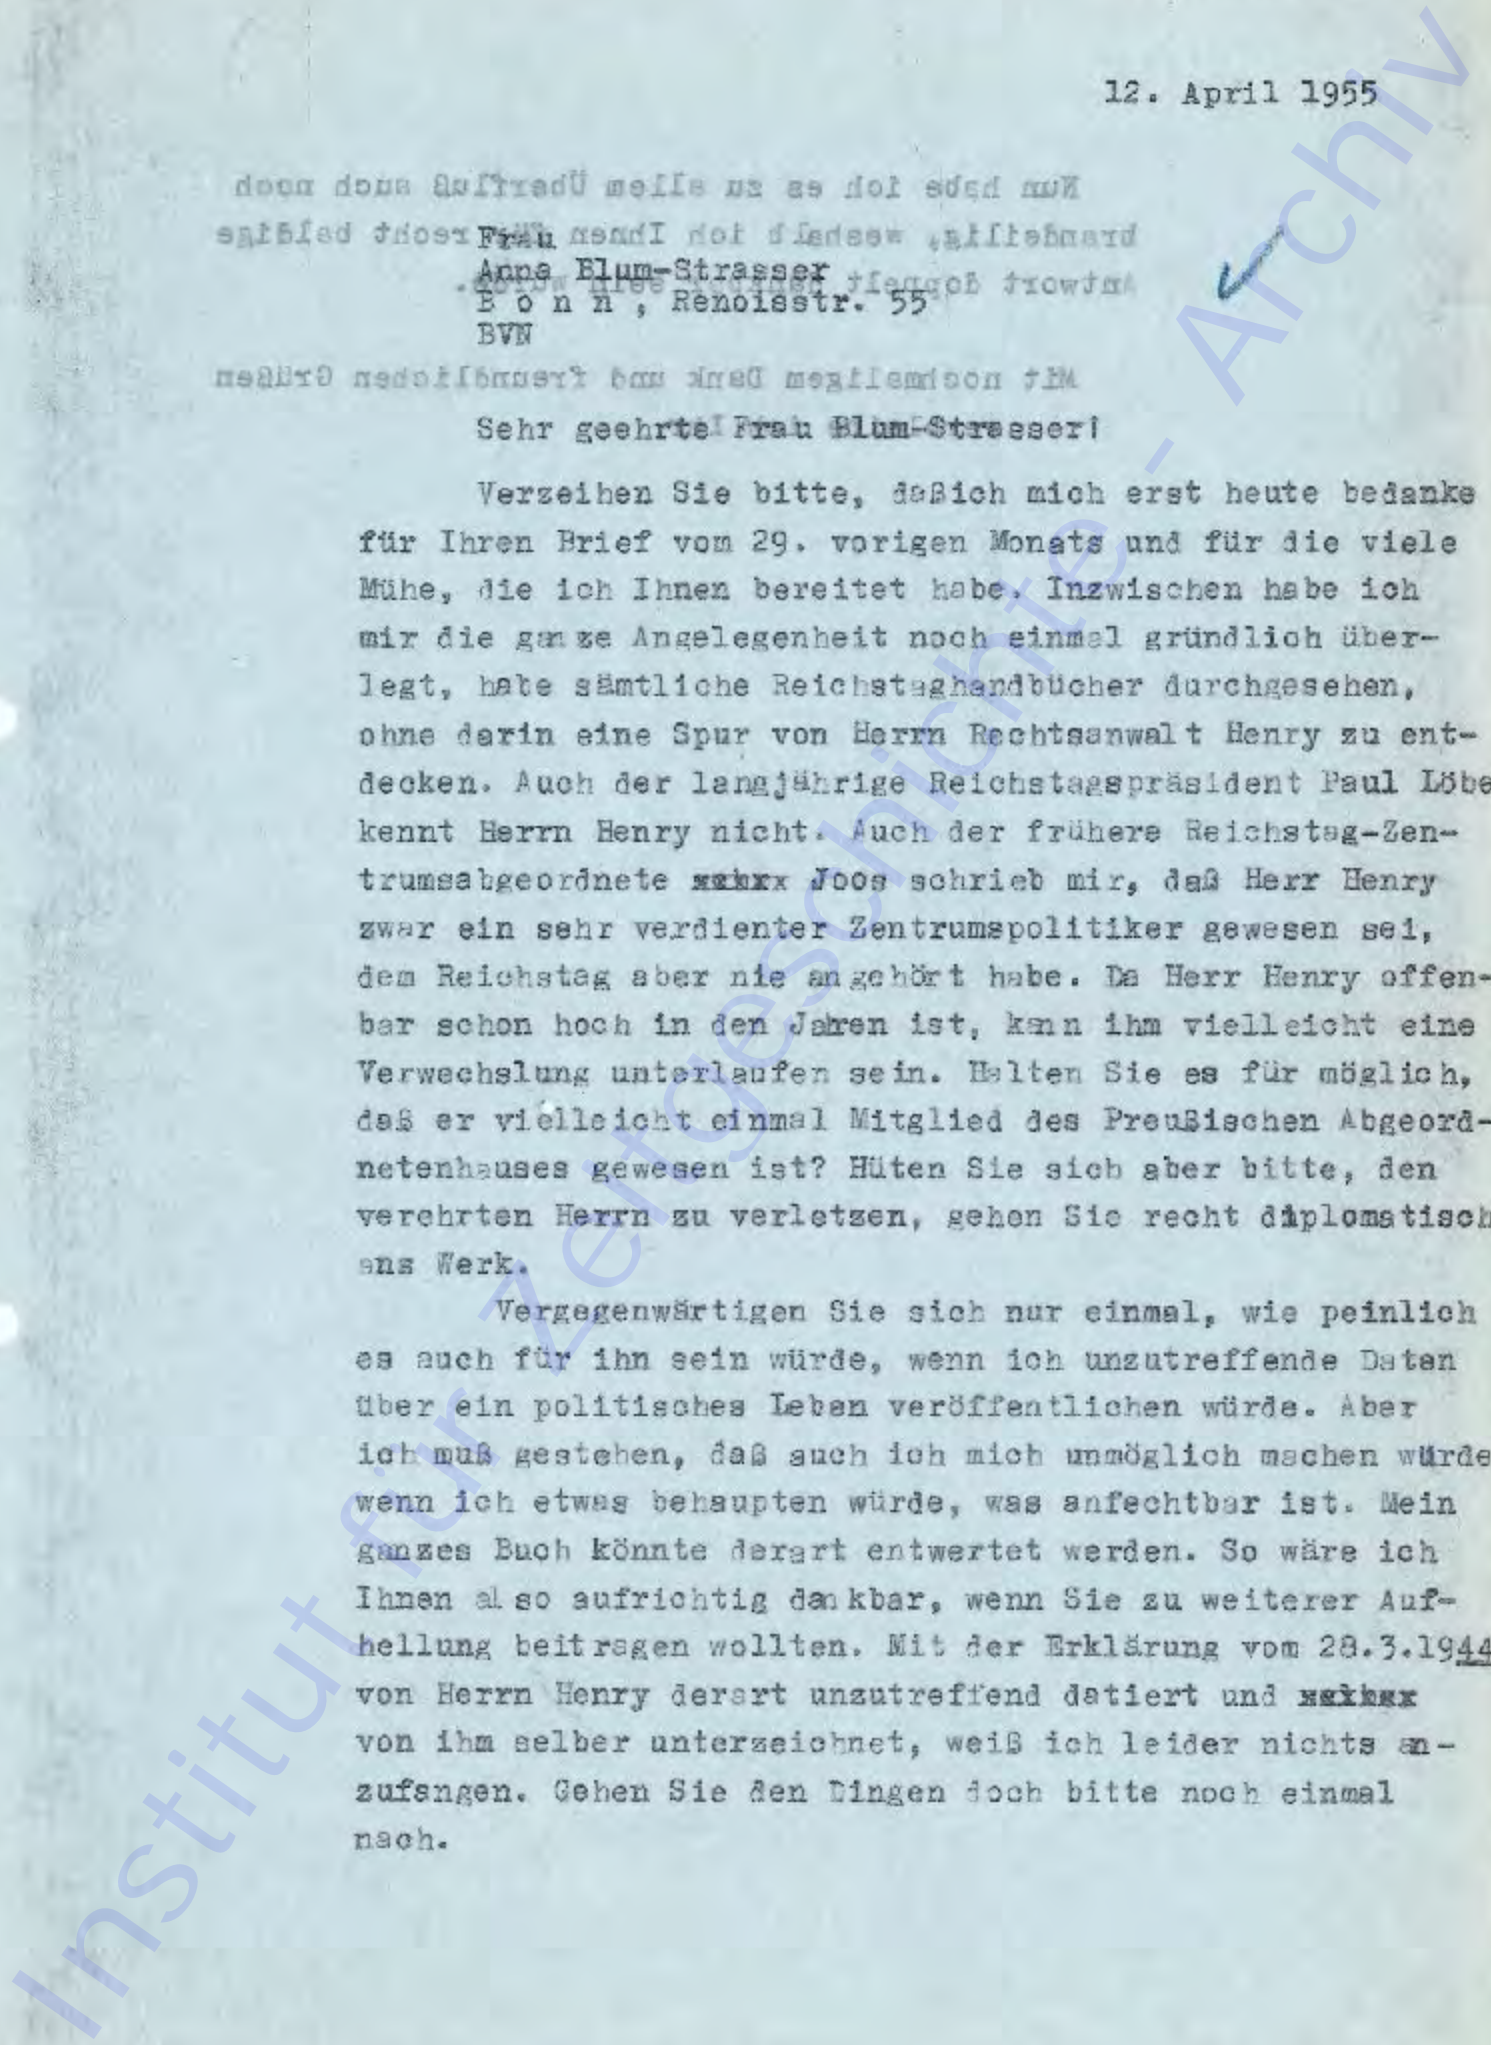 12. April 1955
Frau
Anna Blum-Strasser
B o n n , Renoisstr. 55
BVN
Sehr geehrte Frau Blum-Strasser!
Verzeihen Sie bitte, daßich mich erst heute bedanke
für Ihren Brief vom 29. vorigen Monats und für die viele
Mühe, die ich Ihnen bereitet habe. Inzwischen habe ich
mir die ganze Angelegenheit noch einmal gründlich über-
legt, habe sämtliche Reichstaghandbücher durchgesehen,
ohne darin eine Spur von Herrn Rechtsanwalt Henry zu ent-
decken. Auch der langjährige Reichstagspräsident Paul Löbe
kennt Herrn Henry nicht. Auch der frühere Reichstag-Zen-
trumsabgeordnete Joos schrieb mir, daß Herr Henry
zwar ein sehr verdienter Zentrumspolitiker gewesen sei,
dem Reichstag aber nie angehört habe. Da Herr Henry offen-
bar schon hoch in den Jahren ist, kann ihm vielleicht eine
Verwechslung unterlaufen sein. Halten Sie es für möglich,
daß er vielleicht einmal Mitglied des Preußischen Abgeord-
netenhauses gewesen ist? Hüten Sie sich aber bitte, den
verehrten Herrn zu verletzen, gehen Sie recht diplomatisch
ans Werk.
Vergegenwärtigen Sie sich nur einmal, wie peinlich
es auch für ihn sein würde, wenn ich unzutreffende Daten
über ein politisches Leben veröffentlichen würde. Aber
ich muß gestehen, daß auch ich mich unmöglich machen würde
wenn ich etwas behaupten würde, was anfechtbar ist. Mein
ganzes Buch könnte derart entwertet werden. So wäre ich
Ihnen also aufrichtig dankbar, wenn Sie zu weiterer Auf-
hellung beitragen wollten. Mit der Erklärung vom 28.3.1944
von Herrn Henry derart unzutreffend datiert und
von ihm selber unterzeichnet, weiß ich leider nichts an-
zufangen. Gehen Sie den Dingen doch bitte noch einmal
nach.
Institut für Zeitgeschichte - Archiv